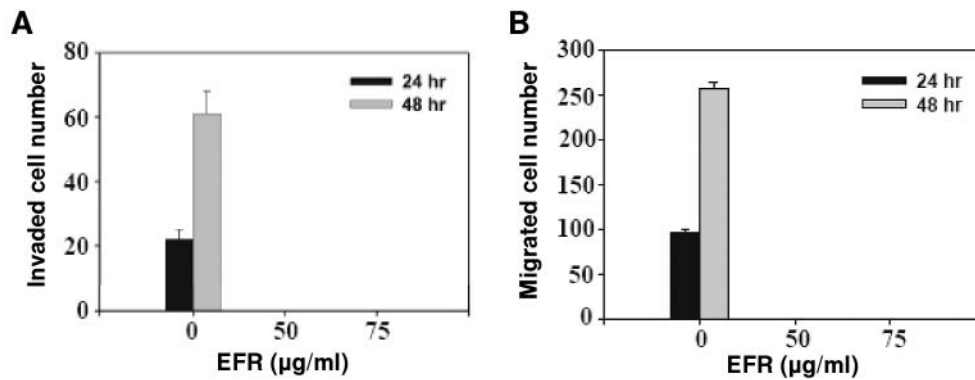 A
80
60
40
20
0
Invaded cell number
24 hr
48 hr
0 50 75
EFR (µg/ml)
B
300
250
200
150
100
50
0
Migrated cell number
24 hr
48 hr
0 50 75
EFR (µg/ml)